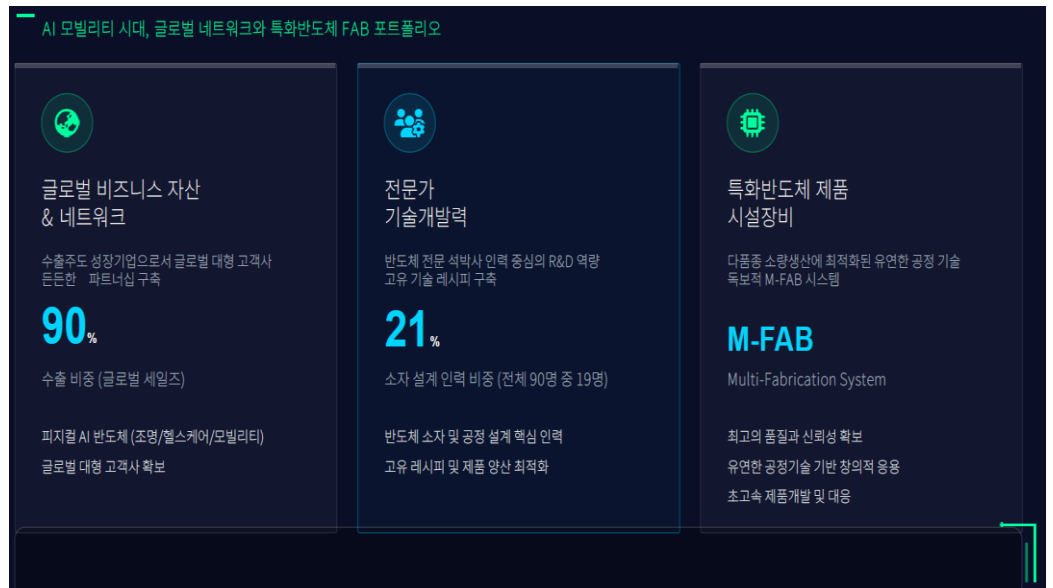 AI 모빌리티 시대, 글로벌 네트워크와 특화반도체 FAB 포트폴리오
글로벌 비즈니스 자산
& 네트워크
수출주도 성장기업으로서 글로벌 대형 고객사
든든한 파트너십 구축
90%
수출 비중 (글로벌 세일즈)
피지컬 AI 반도체 (조명/헬스케어/모빌리티)
글로벌 대형 고객사 확보
전문가
기술개발력
반도체 전문 석박사 인력 중심의 R&D 역량
고유 기술 레시피 구축
21%
소자 설계 인력 비중 (전체 90명 중 19명)
반도체 소자 및 공정 설계 핵심 인력
고유 레시피 및 제품 양산 최적화
특화반도체 제품
시설장비
다품종 소량생산에 최적화된 유연한 공정 기술
독보적 M-FAB 시스템
M-FAB
Multi-Fabrication System
최고의 품질과 신뢰성 확보
유연한 공정기술 기반 창의적 응용
초고속 제품개발 및 대응